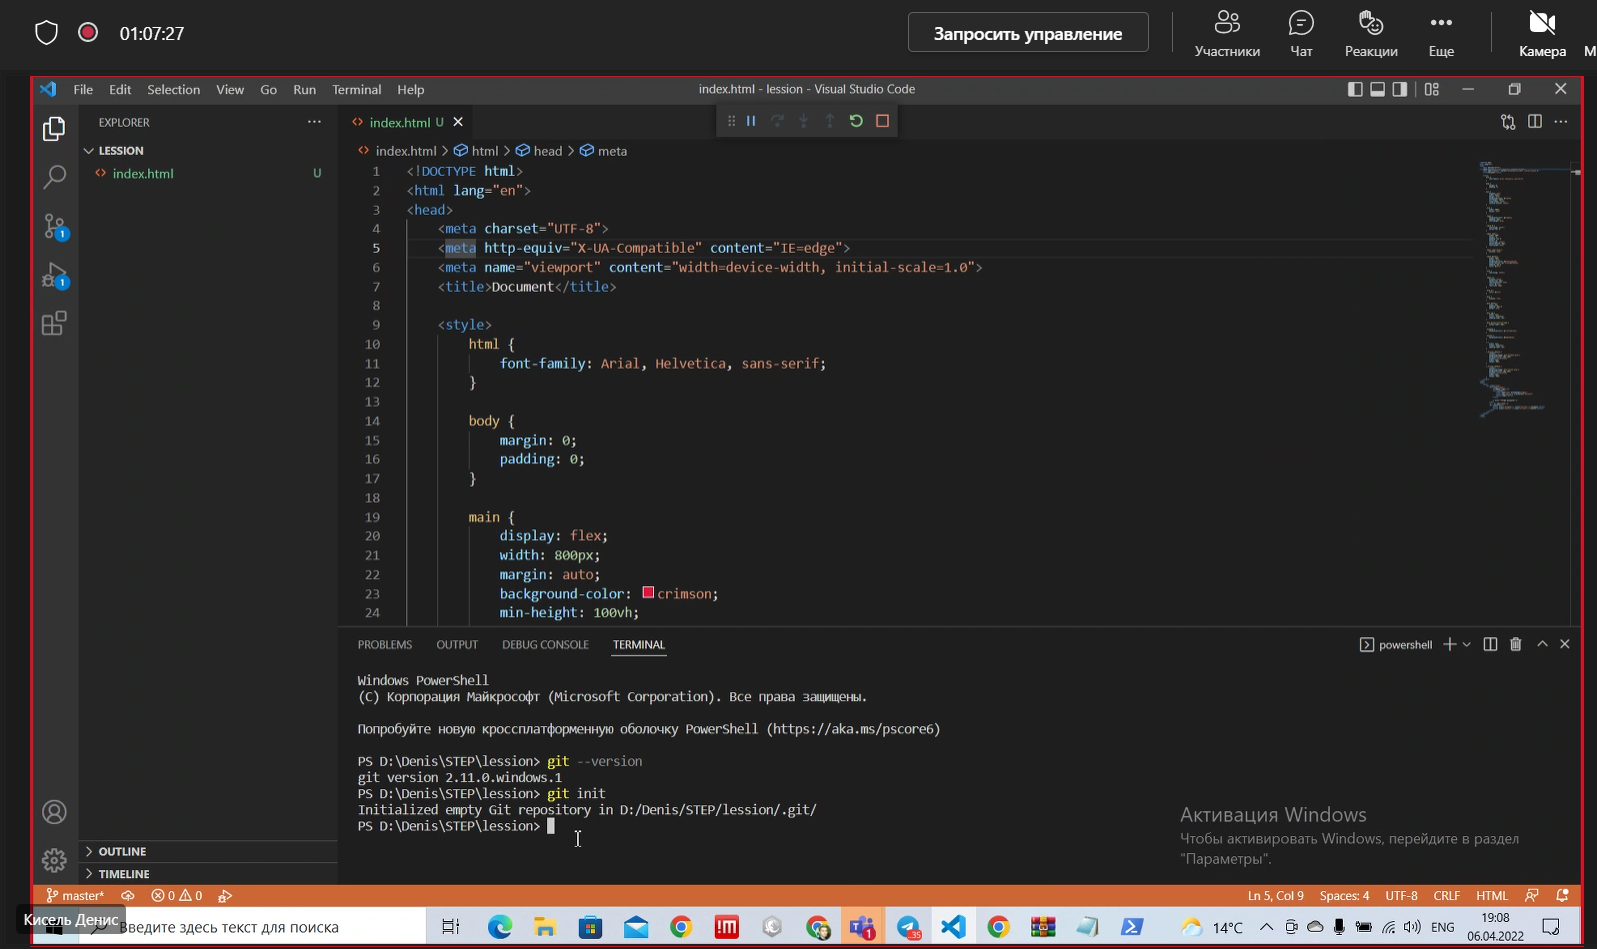 01:07:27
Запросить управление
Участники
Чат
Реакции
Еще
Камера
М
File Edit Selection View Go Run Terminal Help
index.html - lession - Visual Studio Code
EXPLORER
LESSION
index.html U
index.html U
index.html > html > head > meta
1 <!DOCTYPE html>
2 <html lang="en">
3 <head>
4 <meta charset="UTF-8">
5 <meta http-equiv="X-UA-Compatible" content="IE=edge">
6 <meta name="viewport" content="width=device-width, initial-scale=1.0">
7 <title>Document</title>
8
9 <style>
10 html {
11 font-family: Arial, Helvetica, sans-serif;
12 }
13
14 body {
15 margin: 0;
16 padding: 0;
17 }
18
19 main {
20 display: flex;
21 width: 800px;
22 margin: auto;
23 background-color: crimson;
24 min-height: 100vh;
1
1
PROBLEMS OUTPUT DEBUG CONSOLE TERMINAL
powershell
Windows PowerShell
(C) Корпорация Майкрософт (Microsoft Corporation). Все права защищены.
Попробуйте новую кроссплатформенную оболочку PowerShell (https://aka.ms/pscore6)
PS D:\Denis\STEP\lession> git --version
git version 2.11.0.windows.1
PS D:\Denis\STEP\lession> git init
Initialized empty Git repository in D:/Denis/STEP/lession/.git/
PS D:\Denis\STEP\lession>
Активация Windows
Чтобы активировать Windows, перейдите в раздел
"Параметры".
OUTLINE
TIMELINE
master* 0 0
Ln 5, Col 9 Spaces: 4 UTF-8 CRLF HTML
Кисель Денис
Введите здесь текст для поиска
1
35
14°C
ENG
19:08
06.04.2022